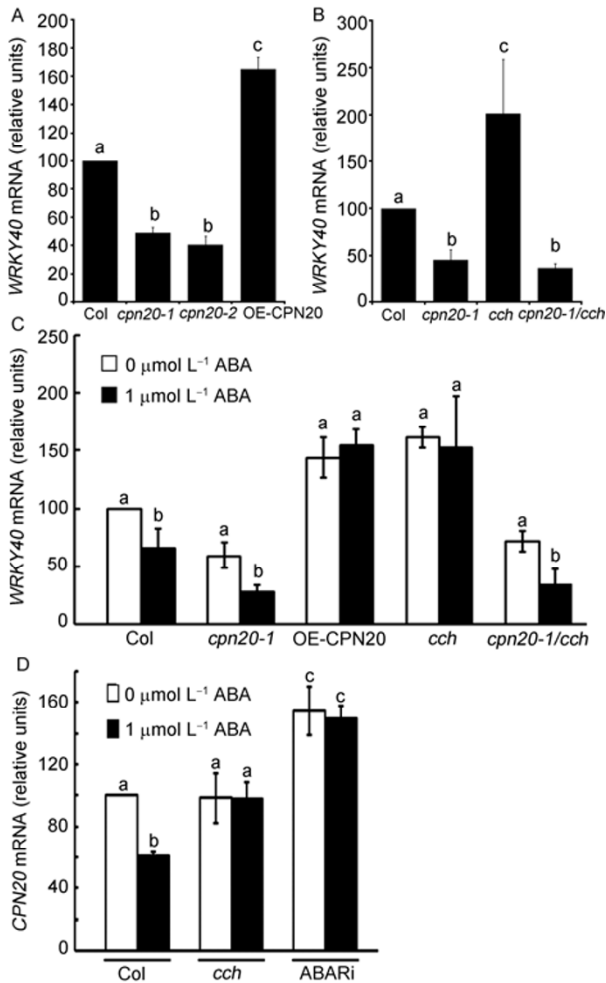 A
WRKY40 mRNA (relative units)
200
180
160
140
120
100
80
60
40
20
0
a
b
b
c
Col
cpn20-1
cpn20-2
OE-CPN20
B
WRKY40 mRNA (relative units)
300
250
200
150
100
50
0
a
b
c
b
Col
cpn20-1
cch
cpn20-1/cch
C
WRKY40 mRNA (relative units)
250
200
150
100
50
0
0 μmol L⁻¹ ABA
1 μmol L⁻¹ ABA
a
b
a
b
a
a
a
a
a
b
Col
cpn20-1
OE-CPN20
cch
cpn20-1/cch
D
CPN20 mRNA (relative units)
160
120
80
40
0
0 μmol L⁻¹ ABA
1 μmol L⁻¹ ABA
a
b
a
a
c
c
Col
cch
ABARi